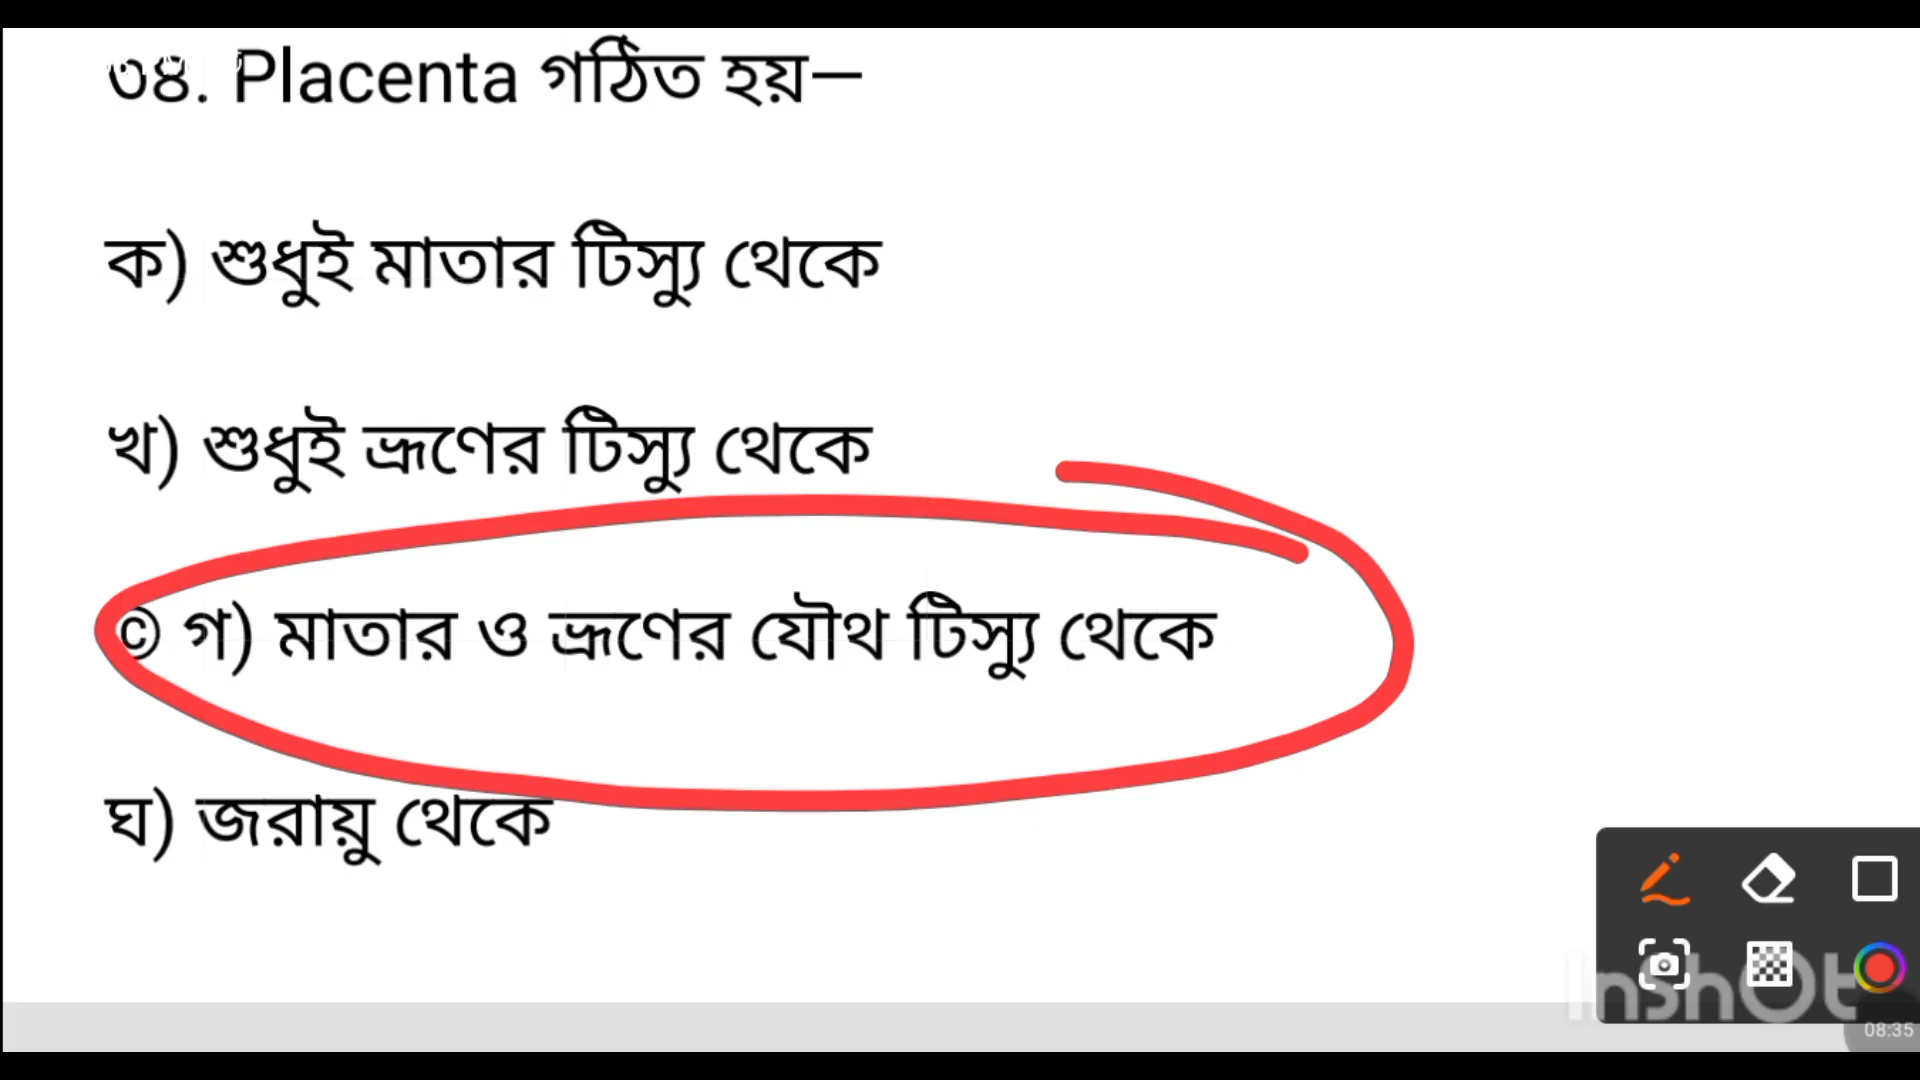 ৩৪. Placenta গঠিত হয়—
ক) শুধুই মাতার টিস্যু থেকে
খ) শুধুই ভ্রূণের টিস্যু থেকে
© গ) মাতার ও ভ্রূণের যৌথ টিস্যু থেকে
ঘ) জরায়ু থেকে
InShOt
08:35